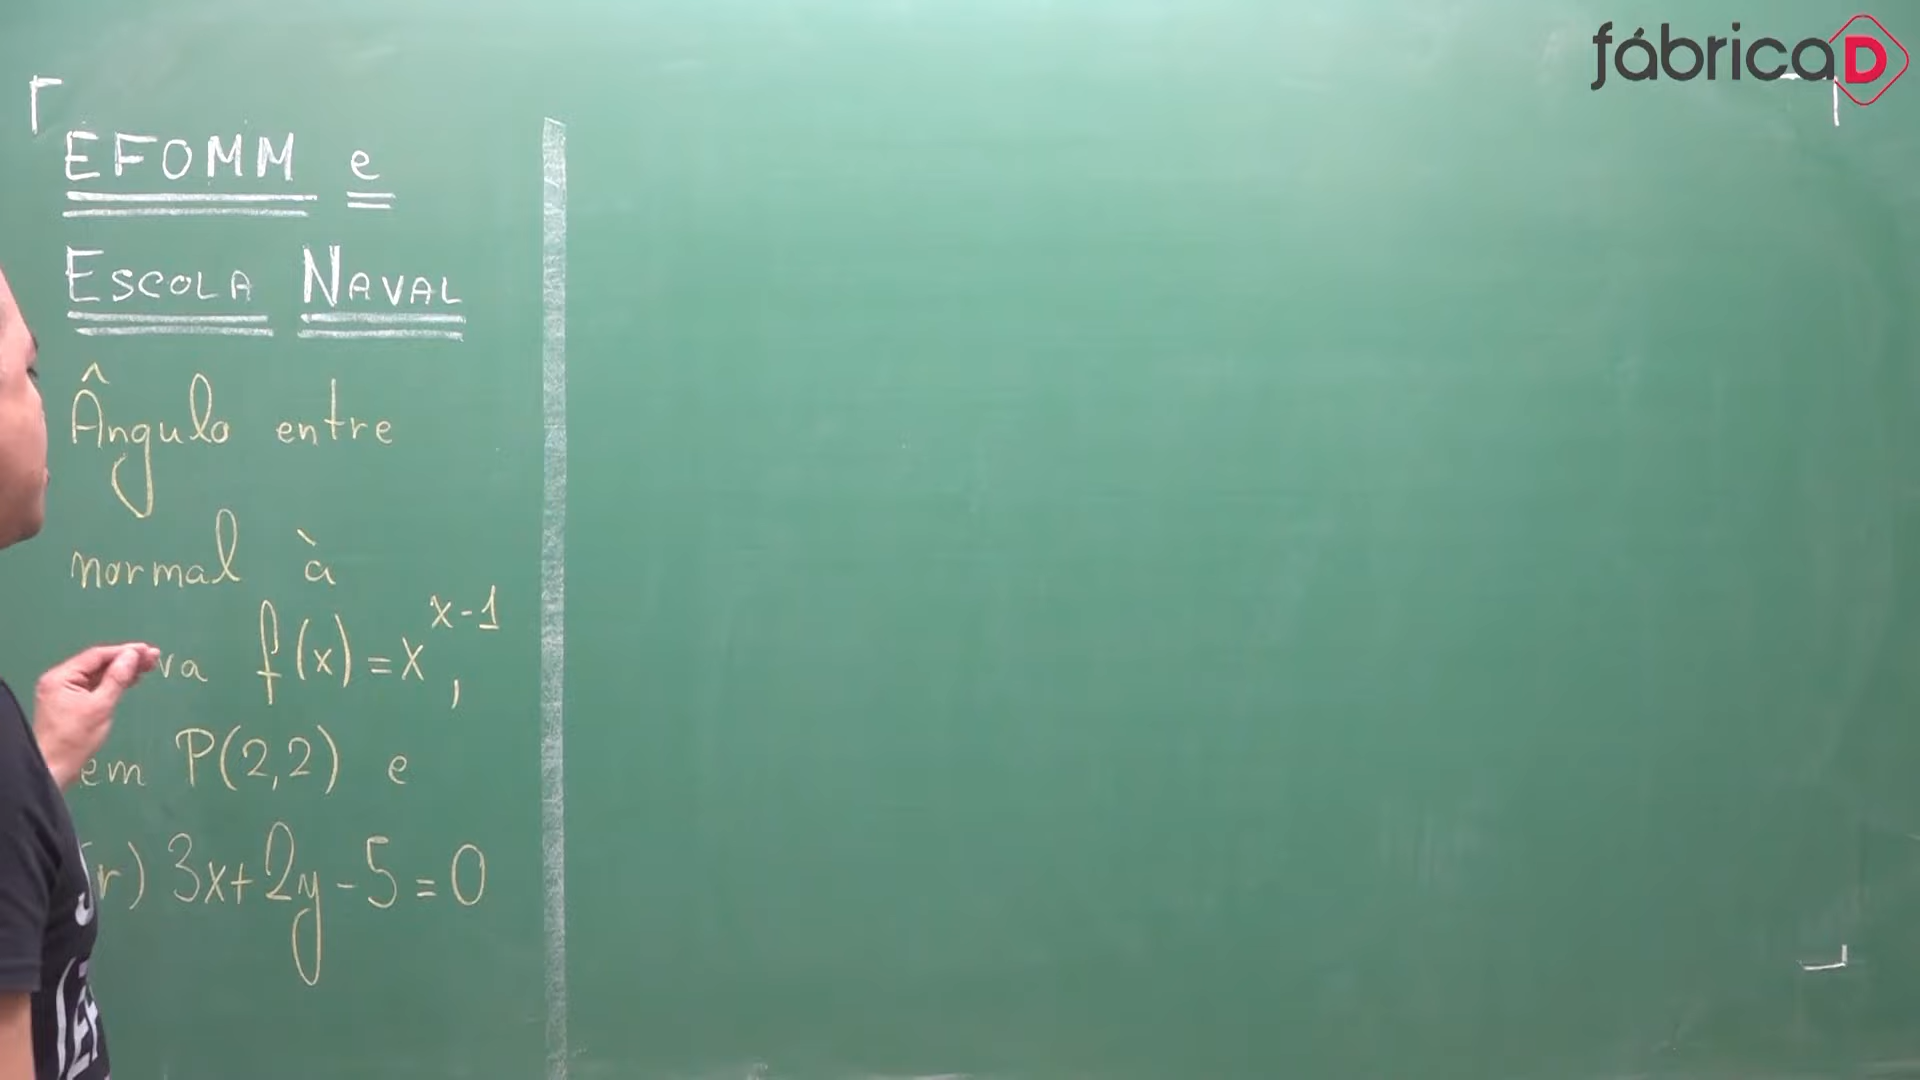 fábricaD
EFOMM e
ESCOLA NAVAL
Ângulo entre
normal à
va f(x)=x^{x-1},
em P(2,2) e
r) 3x+2y-5=0